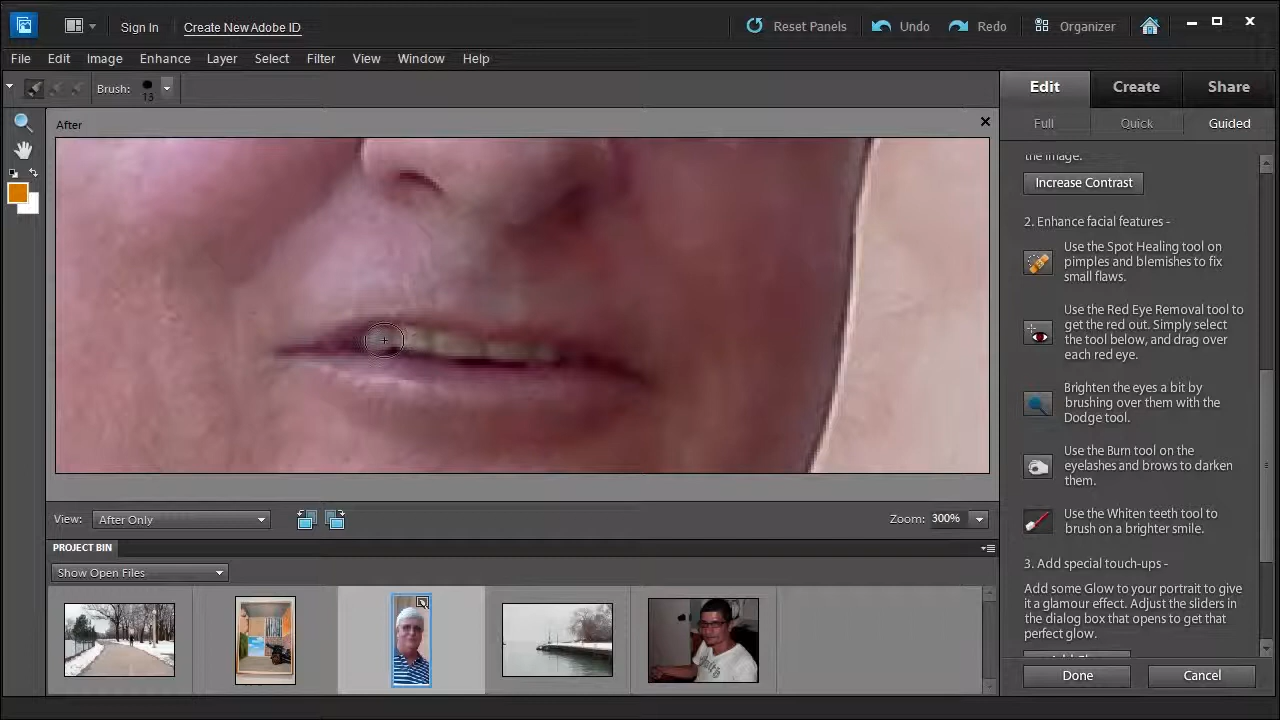 Sign In
Create New Adobe ID
Reset Panels
Undo
Redo
Organizer
File Edit Image Enhance Layer Select Filter View Window Help
Brush:
13
Edit Create Share
After
Full Quick Guided
the image.
Increase Contrast
2. Enhance facial features -
Use the Spot Healing tool on
pimples and blemishes to fix
small flaws.
Use the Red Eye Removal tool to
get the red out. Simply select
the tool below, and drag over
each red eye.
Brighten the eyes a bit by
brushing over them with the
Dodge tool.
Use the Burn tool on the
eyelashes and brows to darken
them.
Use the Whiten teeth tool to
brush on a brighter smile.
3. Add special touch-ups -
Add some Glow to your portrait to give
it a glamour effect. Adjust the sliders in
the dialog box that opens to get that
perfect glow.
Done
Cancel
View:
After Only
Zoom: 300%
PROJECT BIN
Show Open Files